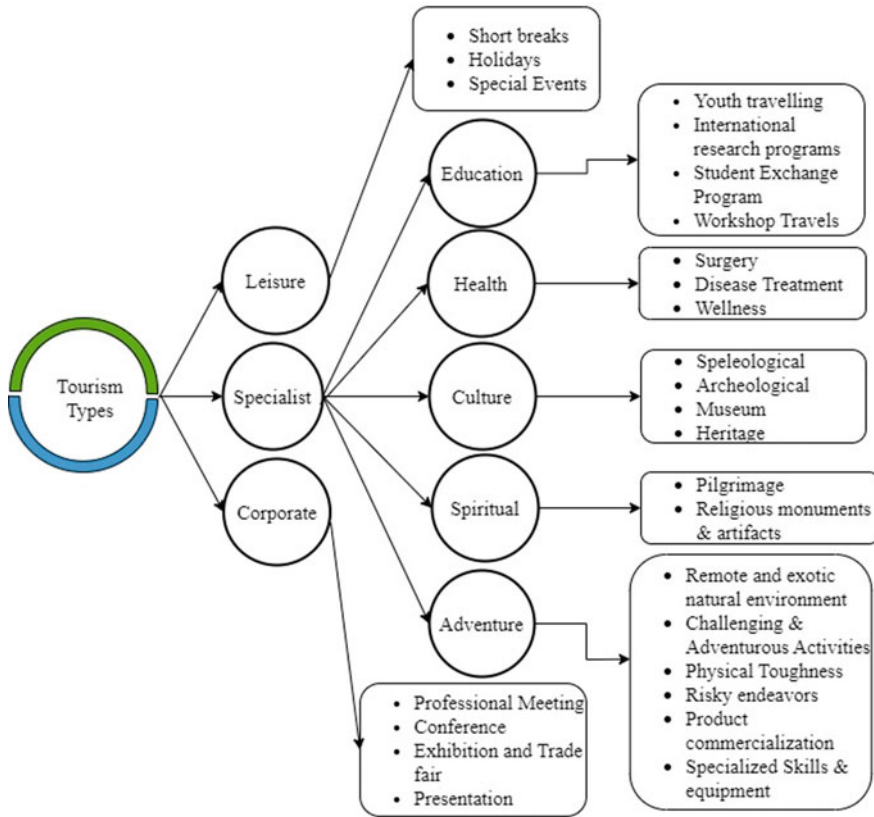 Tourism
Types
Leisure
Specialist
Corporate
• Short breaks
• Holidays
• Special Events
Education
• Youth travelling
• International
research programs
• Student Exchange
Program
• Workshop Travels
Health
• Surgery
• Disease Treatment
• Wellness
Culture
• Speleological
• Archeological
• Museum
• Heritage
Spiritual
• Pilgrimage
• Religious monuments
& artifacts
Adventure
• Remote and exotic
natural environment
• Challenging &
Adventurous Activities
• Physical Toughness
• Risky endeavors
• Product
commercialization
• Specialized Skills &
equipment
• Professional Meeting
• Conference
• Exhibition and Trade
fair
• Presentation